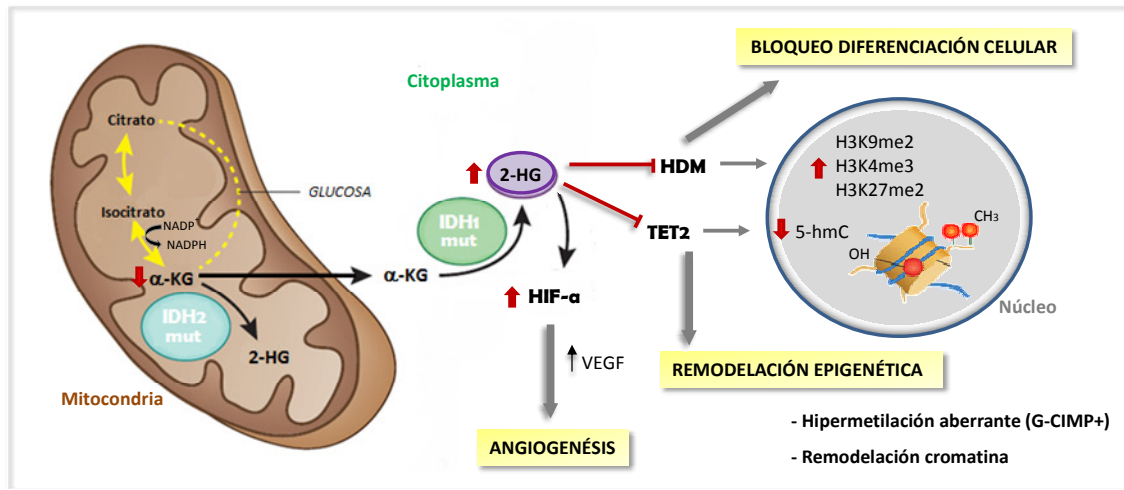 BLOQUEO DIFERENCIACIÓN CELULAR
Citoplasma
Citrato
GLUCOSA
Isocitrato
NADP
NADPH
α-KG
IDH2
mut
2-HG
Mitocondria
α-KG
IDH1
mut
2-HG
HIF-α
VEGF
ANGIOGENÉSIS
HDM
TET2
H3K9me2
H3K4me3
H3K27me2
5-hmC
CH3
OH
Núcleo
REMODELACIÓN EPIGENÉTICA
- Hipermetilación aberrante (G-CIMP+)
- Remodelación cromatina